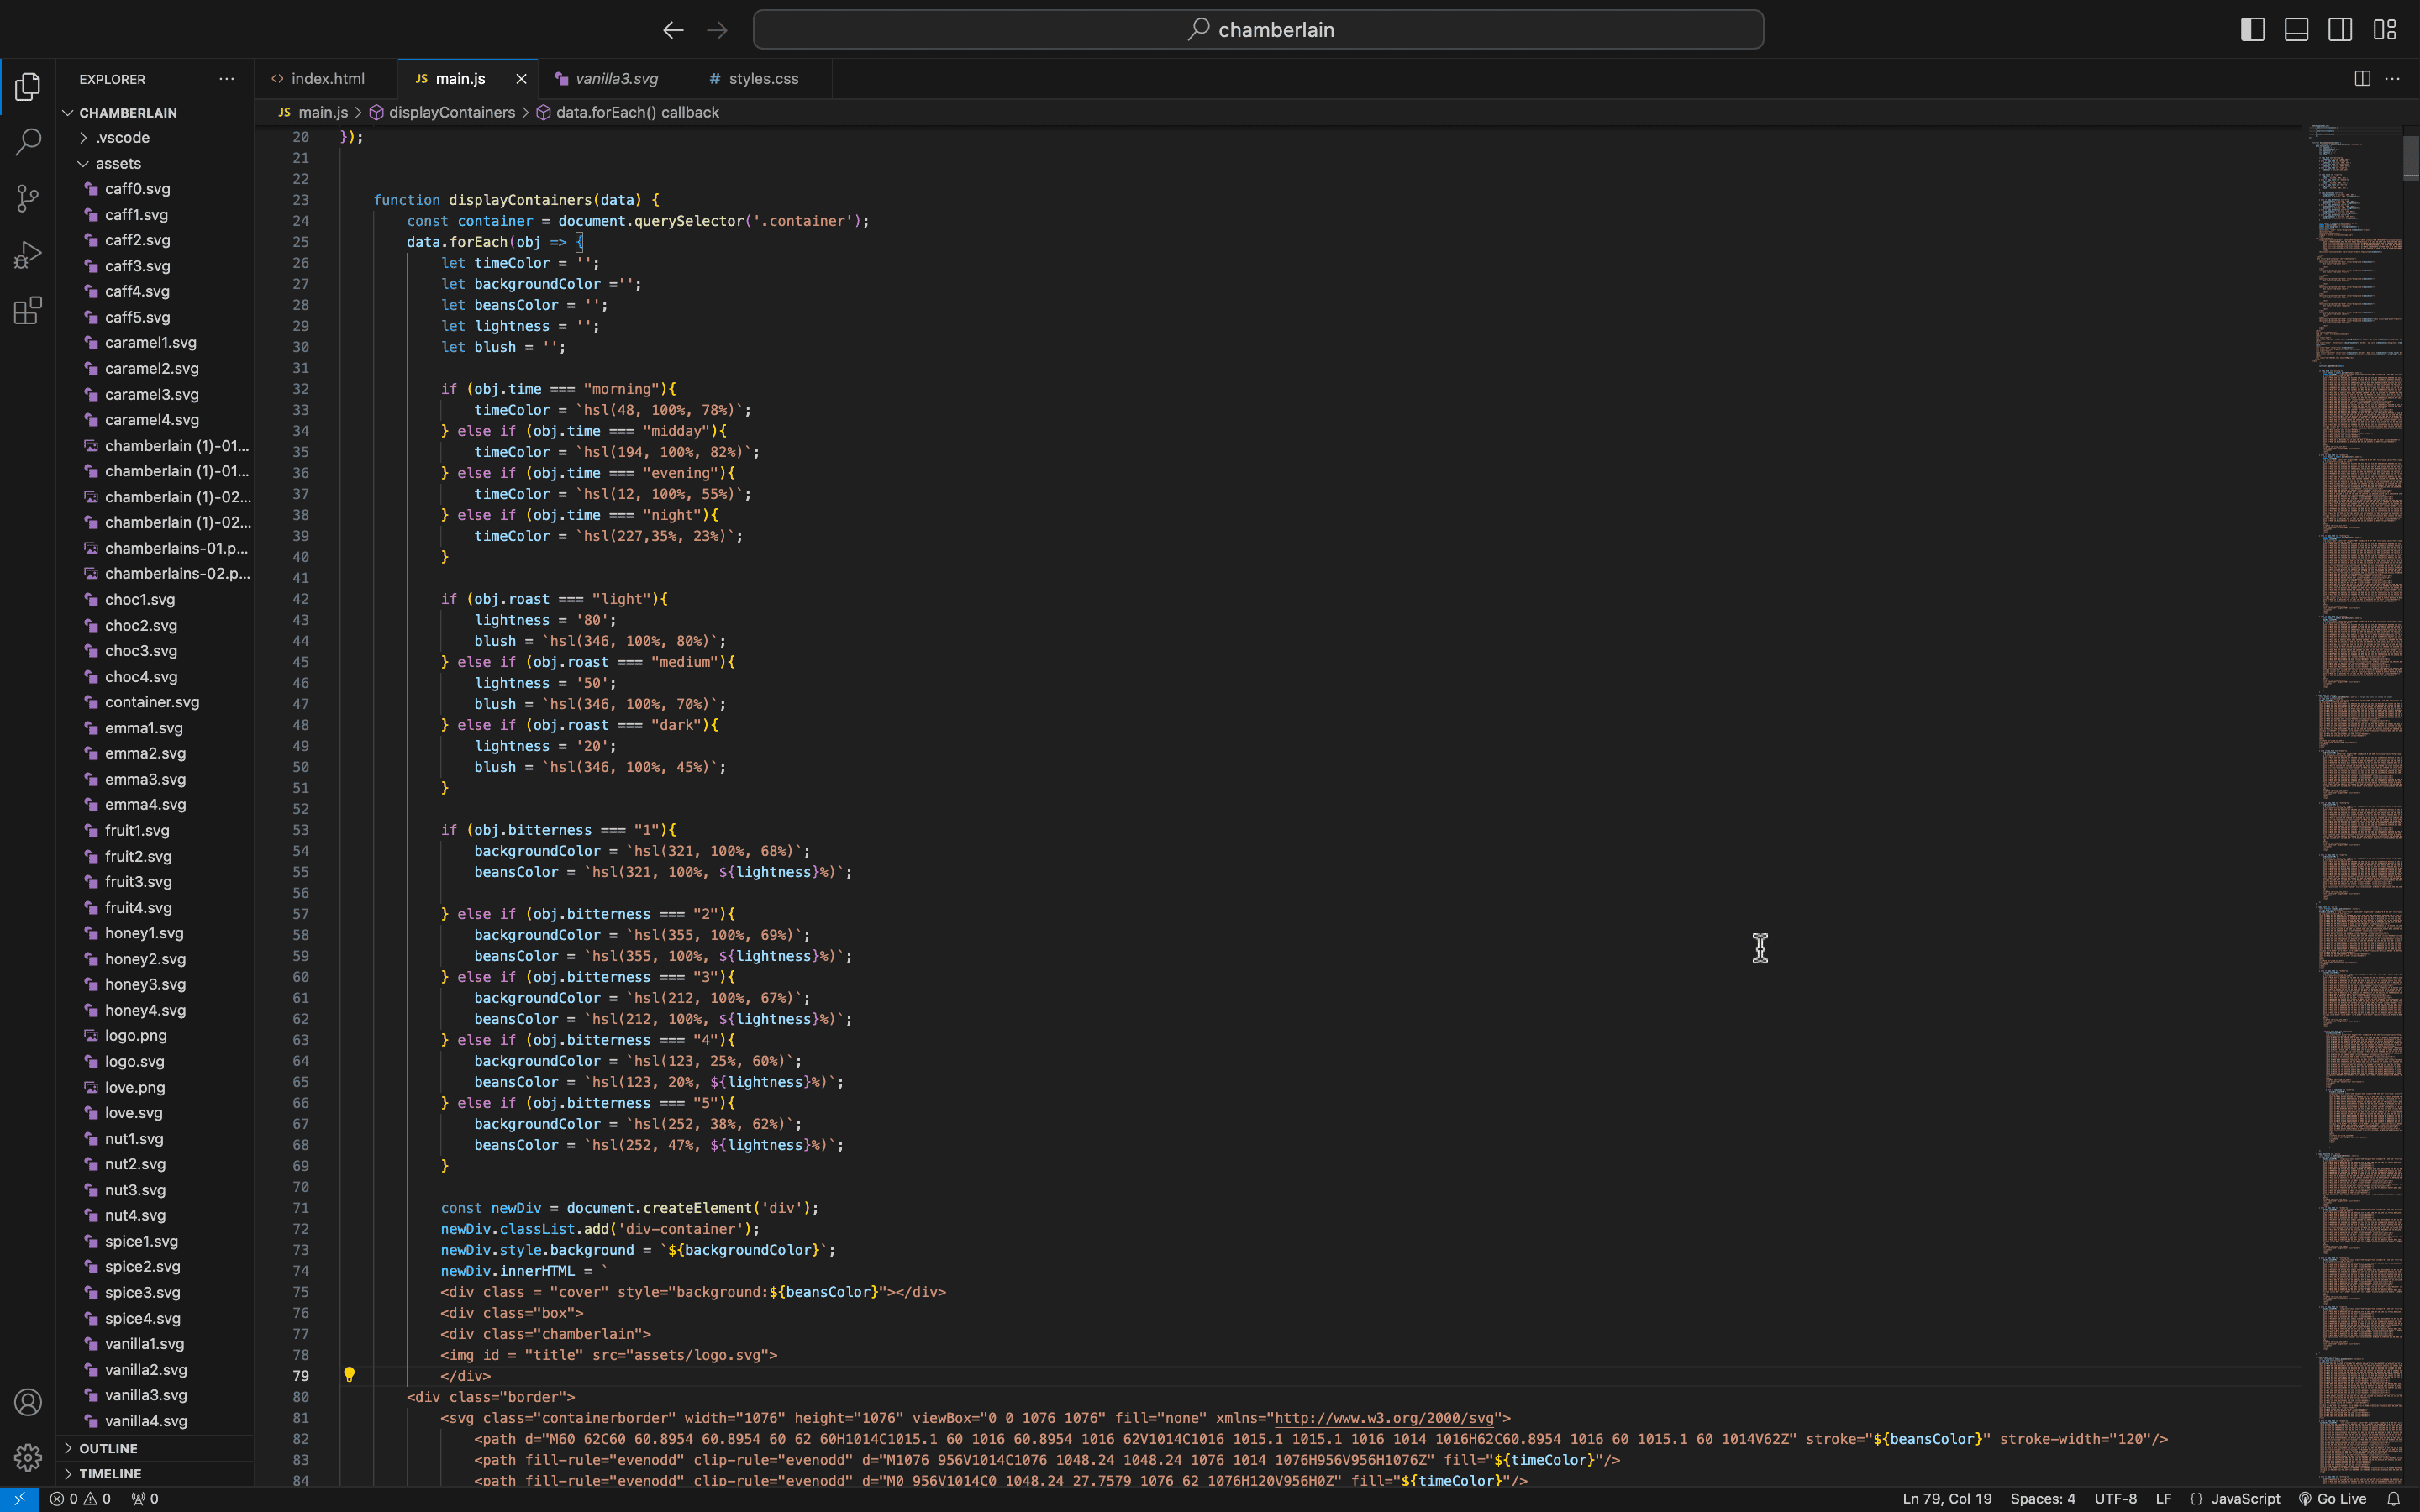 chamberlain
EXPLORER
CHAMBERLAIN
.vscode
assets
caff0.svg
caff1.svg
caff2.svg
caff3.svg
caff4.svg
caff5.svg
caramel1.svg
caramel2.svg
caramel3.svg
caramel4.svg
chamberlain (1)-01...
chamberlain (1)-01...
chamberlain (1)-02...
chamberlain (1)-02...
chamberlains-01.p...
chamberlains-02.p...
choc1.svg
choc2.svg
choc3.svg
choc4.svg
container.svg
emma1.svg
emma2.svg
emma3.svg
emma4.svg
fruit1.svg
fruit2.svg
fruit3.svg
fruit4.svg
honey1.svg
honey2.svg
honey3.svg
honey4.svg
logo.png
logo.svg
love.png
love.svg
nut1.svg
nut2.svg
nut3.svg
nut4.svg
spice1.svg
spice2.svg
spice3.svg
spice4.svg
vanilla1.svg
vanilla2.svg
vanilla3.svg
vanilla4.svg
OUTLINE
TIMELINE
<> index.html JS main.js × vanilla3.svg # styles.css
JS main.js > displayContainers > data.forEach() callback
20 });
21
22
23 function displayContainers(data) {
24 const container = document.querySelector('.container');
25 data.forEach(obj => {
26 let timeColor = '';
27 let backgroundColor ='';
28 let beansColor = '';
29 let lightness = '';
30 let blush = '';
31
32 if (obj.time === "morning"){
33 timeColor = `hsl(48, 100%, 78%)`;
34 } else if (obj.time === "midday"){
35 timeColor = `hsl(194, 100%, 82%)`;
36 } else if (obj.time === "evening"){
37 timeColor = `hsl(12, 100%, 55%)`;
38 } else if (obj.time === "night"){
39 timeColor = `hsl(227,35%, 23%)`;
40 }
41
42 if (obj.roast === "light"){
43 lightness = '80';
44 blush = `hsl(346, 100%, 80%)`;
45 } else if (obj.roast === "medium"){
46 lightness = '50';
47 blush = `hsl(346, 100%, 70%)`;
48 } else if (obj.roast === "dark"){
49 lightness = '20';
50 blush = `hsl(346, 100%, 45%)`;
51 }
52
53 if (obj.bitterness === "1"){
54 backgroundColor = `hsl(321, 100%, 68%)`;
55 beansColor = `hsl(321, 100%, ${lightness}%)`;
56
57 } else if (obj.bitterness === "2"){
58 backgroundColor = `hsl(355, 100%, 69%)`;
59 beansColor = `hsl(355, 100%, ${lightness}%)`;
60 } else if (obj.bitterness === "3"){
61 backgroundColor = `hsl(212, 100%, 67%)`;
62 beansColor = `hsl(212, 100%, ${lightness}%)`;
63 } else if (obj.bitterness === "4"){
64 backgroundColor = `hsl(123, 25%, 60%)`;
65 beansColor = `hsl(123, 20%, ${lightness}%)`;
66 } else if (obj.bitterness === "5"){
67 backgroundColor = `hsl(252, 38%, 62%)`;
68 beansColor = `hsl(252, 47%, ${lightness}%)`;
69 }
70
71 const newDiv = document.createElement('div');
72 newDiv.classList.add('div-container');
73 newDiv.style.background = `${backgroundColor}`;
74 newDiv.innerHTML = `
75 <div class = "cover" style="background:${beansColor}"></div>
76 <div class="box">
77 <div class="chamberlain">
78 <img id = "title" src="assets/logo.svg">
79 </div>
80 <div class="border">
81 <svg class="containerborder" width="1076" height="1076" viewBox="0 0 1076 1076" fill="none" xmlns="http://www.w3.org/2000/svg">
82 <path d="M60 62C60 60.8954 60.8954 60 62 60H1014C1015.1 60 1016 60.8954 1016 62V1014C1016 1015.1 1015.1 1016 1014 1016H62C60.8954 1016 60 1015.1 60 1014V62Z" stroke="${beansColor}" stroke-width="120"/>
83 <path fill-rule="evenodd" clip-rule="evenodd" d="M1076 956V1014C1076 1048.24 1048.24 1076 1014 1076H956V956H1076Z" fill="${timeColor}"/>
84 <path fill-rule="evenodd" clip-rule="evenodd" d="M0 956V1014C0 1048.24 27.7579 1076 62 1076H120V956H0Z" fill="${timeColor}"/>
0 0 0 Ln 79, Col 19 Spaces: 4 UTF-8 LF {} JavaScript Go Live